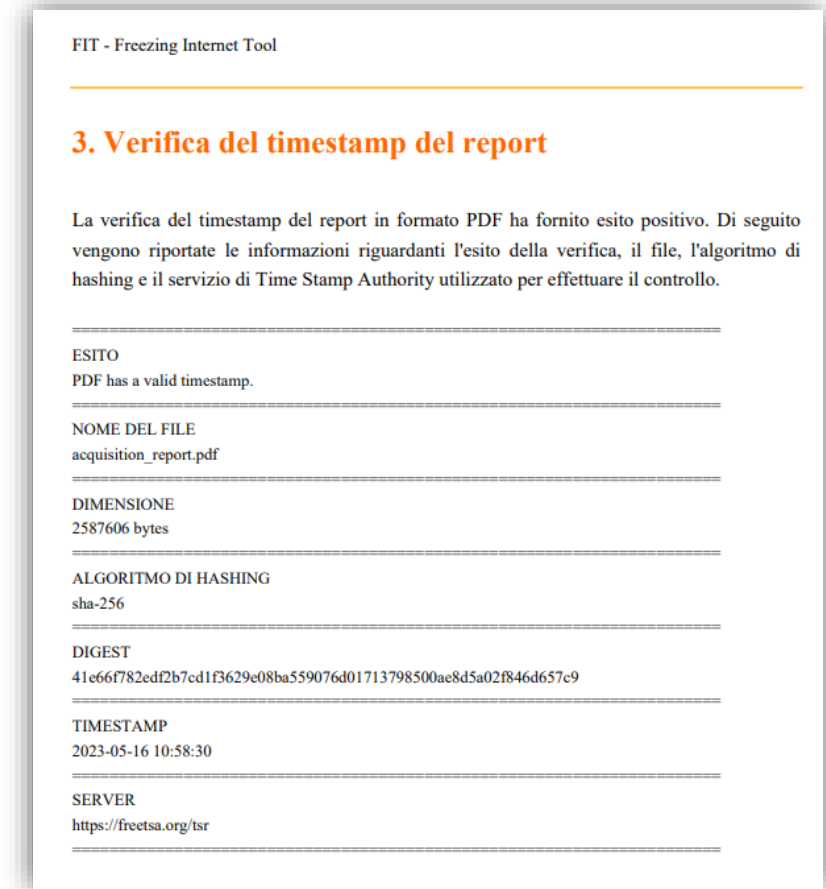 FIT - Freezing Internet Tool
3. Verifica del timestamp del report
La verifica del timestamp del report in formato PDF ha fornito esito positivo. Di seguito
vengono riportate le informazioni riguardanti l'esito della verifica, il file, l'algoritmo di
hashing e il servizio di Time Stamp Authority utilizzato per effettuare il controllo.
ESITO
PDF has a valid timestamp.
NOME DEL FILE
acquisition_report.pdf
DIMENSIONE
2587606 bytes
ALGORITMO DI HASHING
sha-256
DIGEST
41e66f782edf2b7cd1f3629e08ba559076d01713798500ae8d5a02f846d657c9
TIMESTAMP
2023-05-16 10:58:30
SERVER
https://freetsa.org/tsr